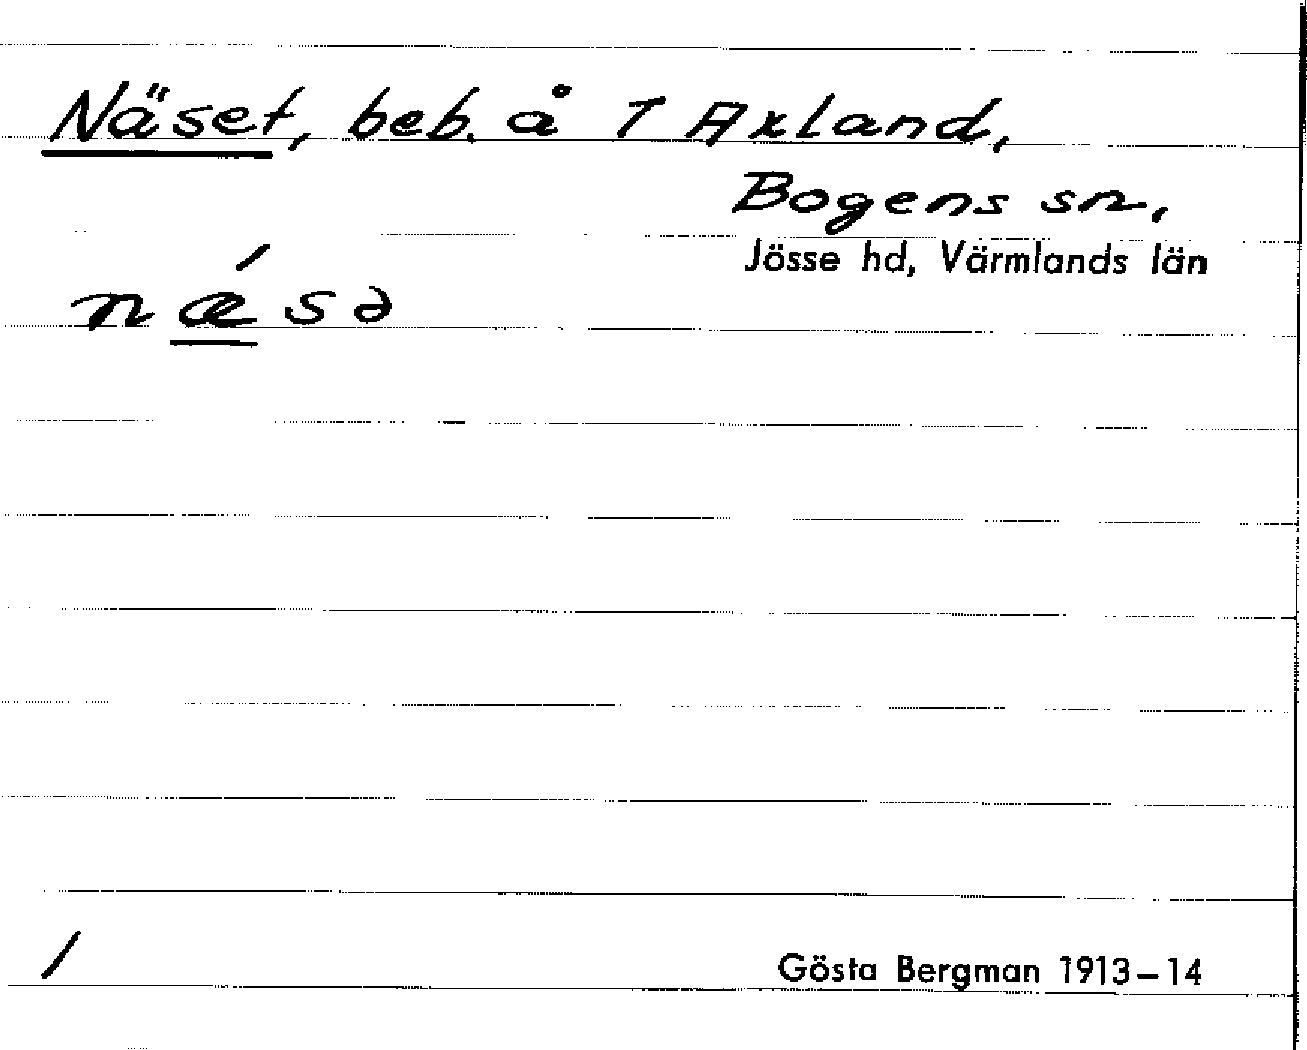 Näset, beb. å 1 Axland,
Bogens sn,
Jösse hd, Värmlands län
nǽsə
/
Gösta Bergman 1913–14